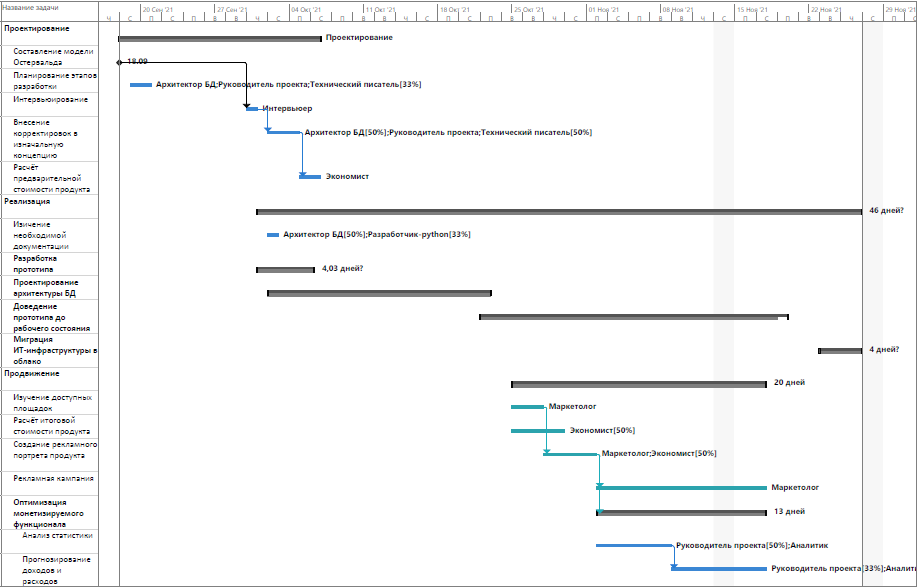 Название задачи
20 Сен '21 27 Сен '21 04 Окт '21 11 Окт '21 18 Окт '21 25 Окт '21 01 Ноя '21 08 Ноя '21 15 Ноя '21 22 Ноя '21 29 Ноя '21
Проектирование
Проектирование
Составление модели
Остервальда
18.09
Планирование этапов
разработки
Архитектор БД;Руководитель проекта;Технический писатель[33%]
Интервьюирование
Интервьюер
Внесение
корректировок в
изначальную
концепцию
Архитектор БД[50%];Руководитель проекта;Технический писатель[50%]
Расчёт
предварительной
стоимости продукта
Экономист
Реализация
46 дней?
Изичение
необходимой
документации
Архитектор БД[50%];Разработчик-python[33%]
Разработка
прототипа
4,03 дней?
Проектирование
архитектуры БД
Доведение
прототипа до
рабочего состояния
Миграция
ИТ-инфраструктуры в
облако
4 дней?
Продвижение
20 дней
Изучение доступных
площадок
Маркетолог
Расчёт итоговой
стоимости продукта
Экономист[50%]
Создание рекламного
портрета продукта
Маркетолог;Экономист[50%]
Рекламная кампания
Маркетолог
Оптимизация
монетизируемого
функционала
13 дней
Анализ статистики
Руководитель проекта[50%];Аналитик
Прогнозирование
доходов и
расходов
Руководитель проекта[33%];Аналити